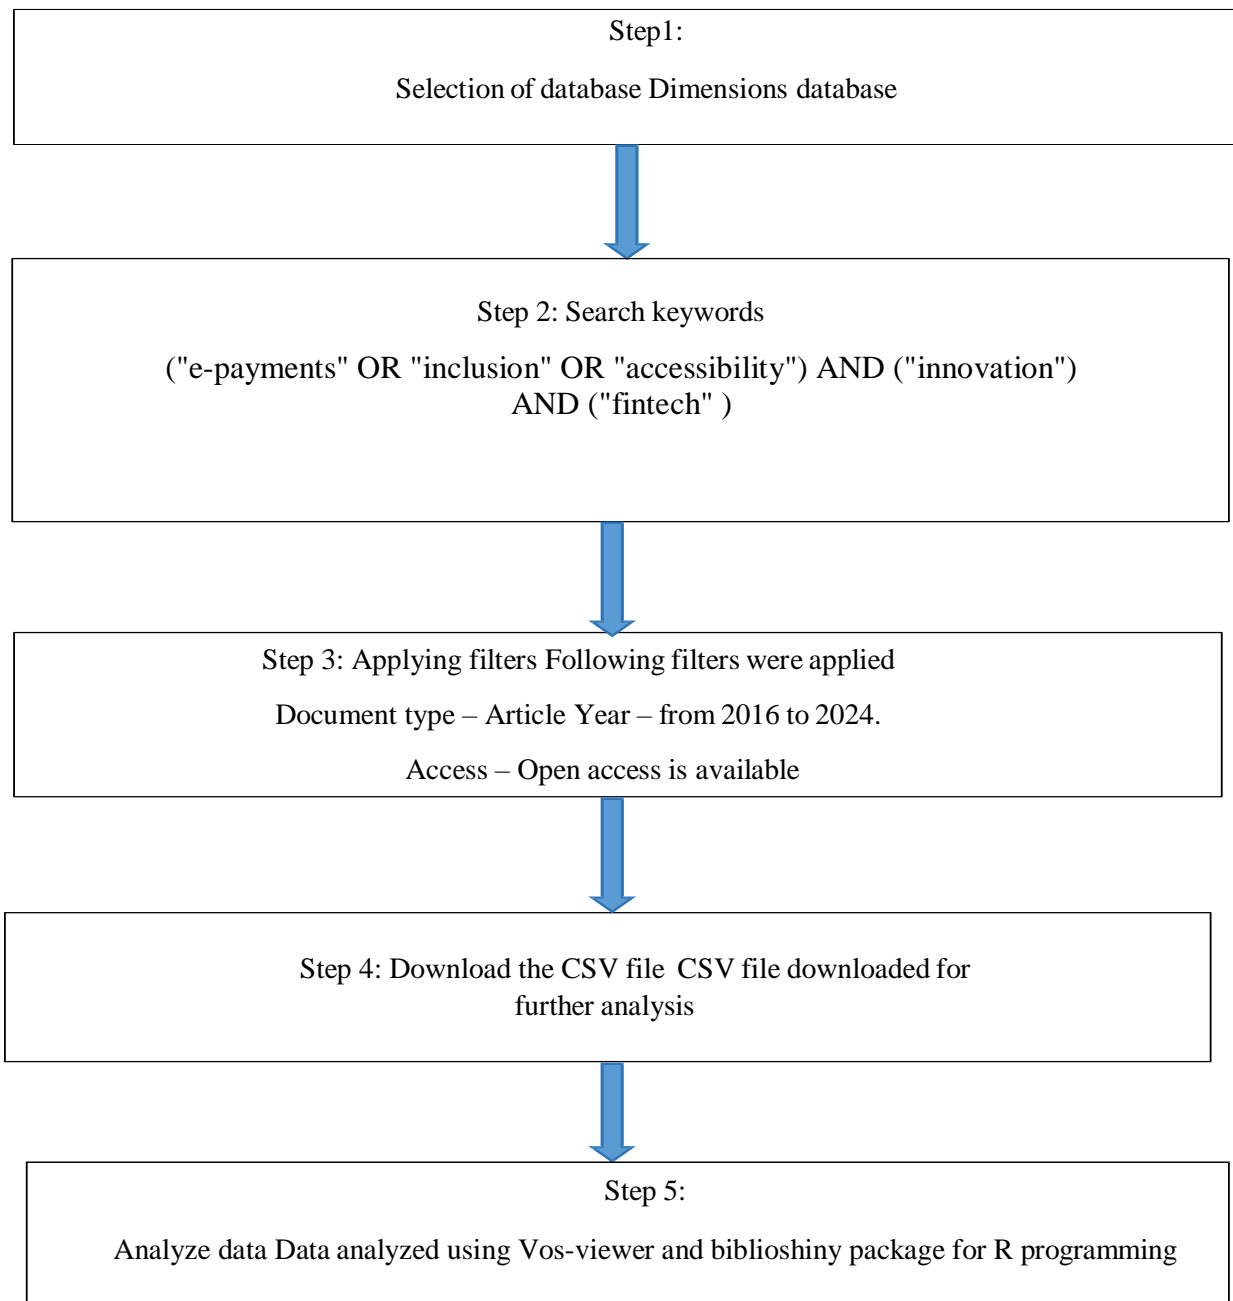 Step1:
Selection of database Dimensions database
Step 2: Search keywords
("e-payments" OR "inclusion" OR "accessibility") AND ("innovation")
AND ("fintech" )
Step 3: Applying filters Following filters were applied
Document type – Article Year – from 2016 to 2024.
Access – Open access is available
Step 4: Download the CSV file  CSV file downloaded for
further analysis
Step 5:
Analyze data Data analyzed using Vos-viewer and biblioshiny package for R programming